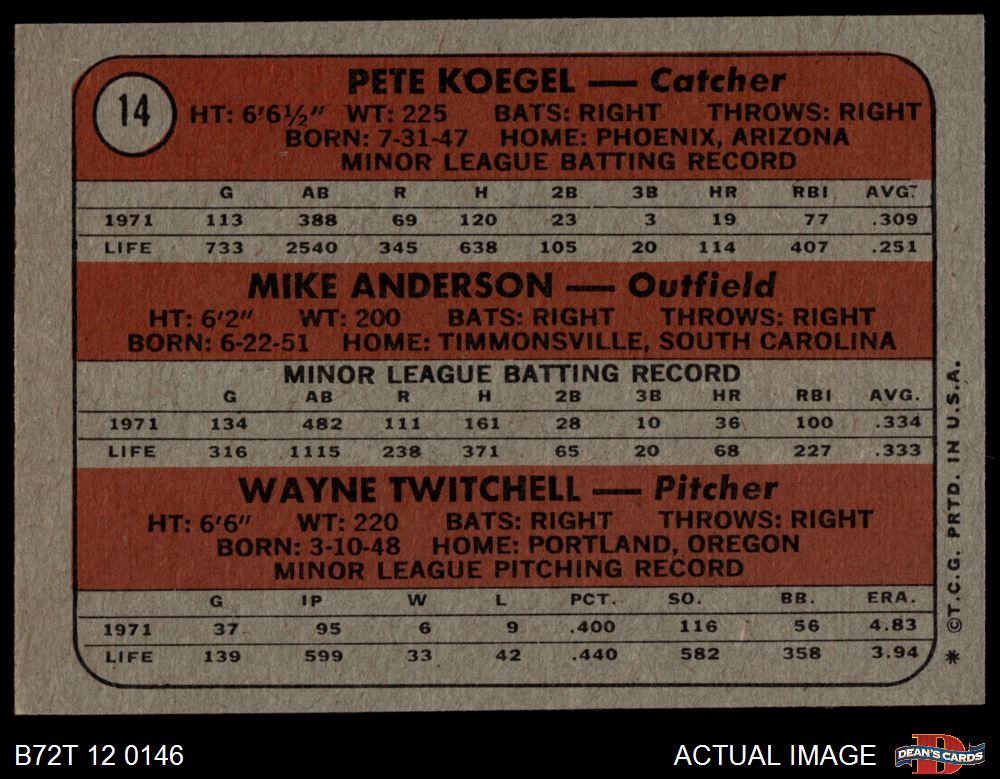 14
PETE KOEGEL — Catcher
HT: 6'6½" WT: 225 BATS: RIGHT THROWS: RIGHT
BORN: 7-31-47 HOME: PHOENIX, ARIZONA
MINOR LEAGUE BATTING RECORD
G AB R H 2B 3B HR RBI AVG.
1971 113 388 69 120 23 3 19 77 .309
LIFE 733 2540 345 638 105 20 114 407 .251
MIKE ANDERSON — Outfield
HT: 6'2" WT: 200 BATS: RIGHT THROWS: RIGHT
BORN: 6-22-51 HOME: TIMMONSVILLE, SOUTH CAROLINA
MINOR LEAGUE BATTING RECORD
G AB R H 2B 3B HR RBI AVG.
1971 134 482 111 161 28 10 36 100 .334
LIFE 316 1115 238 371 65 20 68 227 .333
WAYNE TWITCHELL — Pitcher
HT: 6'6" WT: 220 BATS: RIGHT THROWS: RIGHT
BORN: 3-10-48 HOME: PORTLAND, OREGON
MINOR LEAGUE PITCHING RECORD
G IP W L PCT. SO. BB. ERA.
1971 37 95 6 9 .400 116 56 4.83
LIFE 139 599 33 42 .440 582 358 3.94
* ©T.C.G. PRTD. IN U.S.A.
B72T 12 0146
ACTUAL IMAGE
DEAN'S CARDS